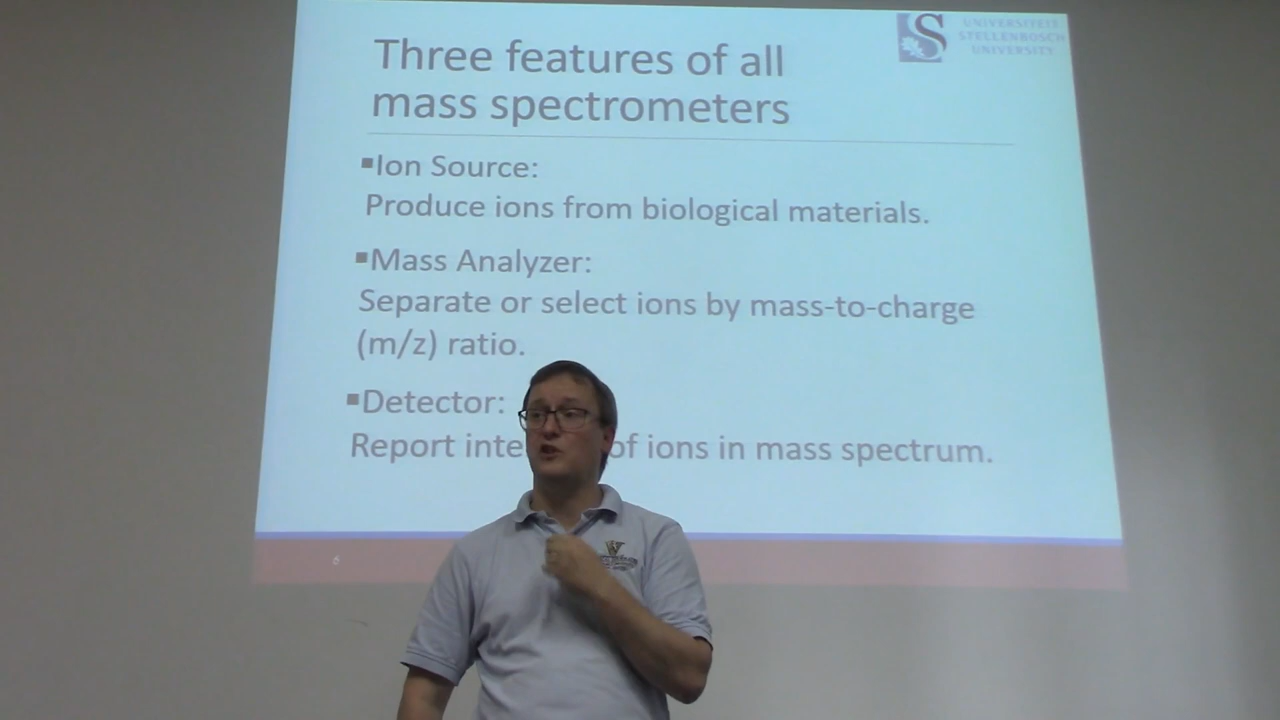 UNIVERSITEIT
STELLENBOSCH
UNIVERSITY
Three features of all
mass spectrometers
▪Ion Source:
Produce ions from biological materials.
▪Mass Analyzer:
Separate or select ions by mass-to-charge
(m/z) ratio.
▪Detector:
Report inte of ions in mass spectrum.
6